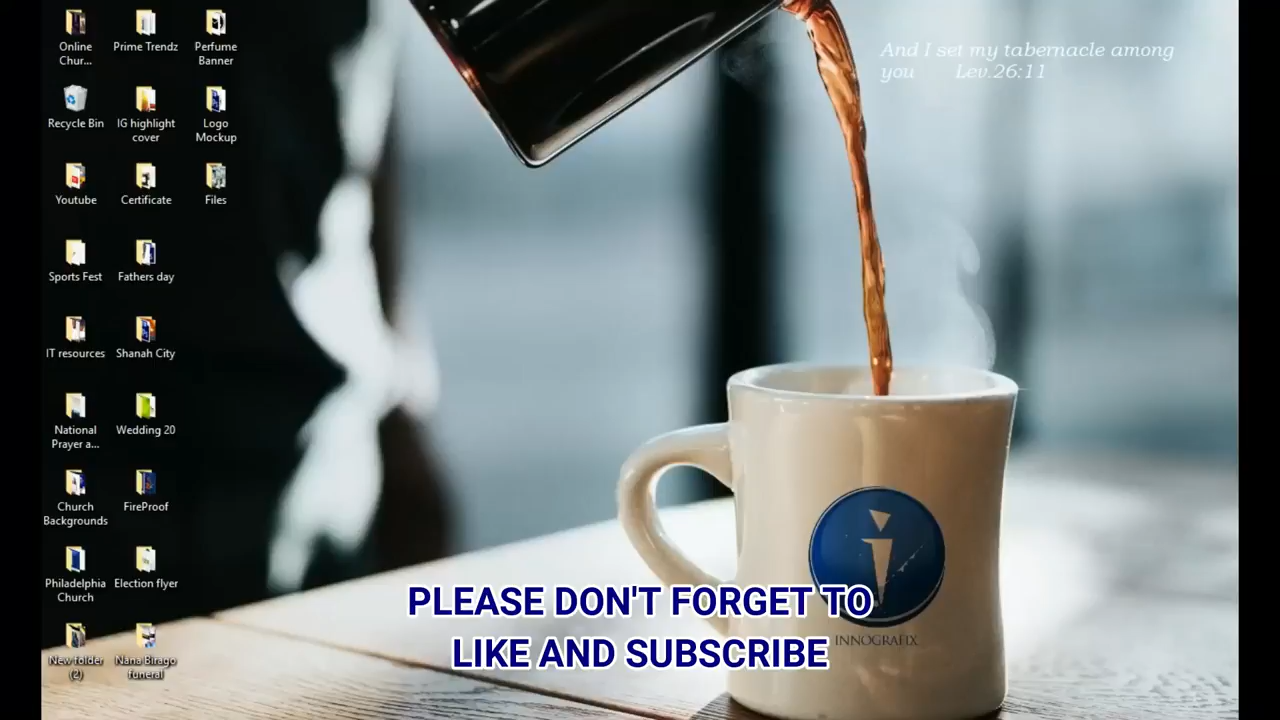 Online
Chur...
Prime Trendz
Perfume
Banner
Recycle Bin
IG highlight
cover
Logo
Mockup
Youtube
Certificate
Files
Sports Fest
Fathers day
IT resources
Shanah City
National
Prayer a...
Wedding 20
Church
Backgrounds
FireProof
Philadelphia
Church
Election flyer
New folder
(2)
Nana Birago
funeral
And I set my tabernacle among
you Lev.26:11
INNOGRAFIX
PLEASE DON'T FORGET TO
LIKE AND SUBSCRIBE